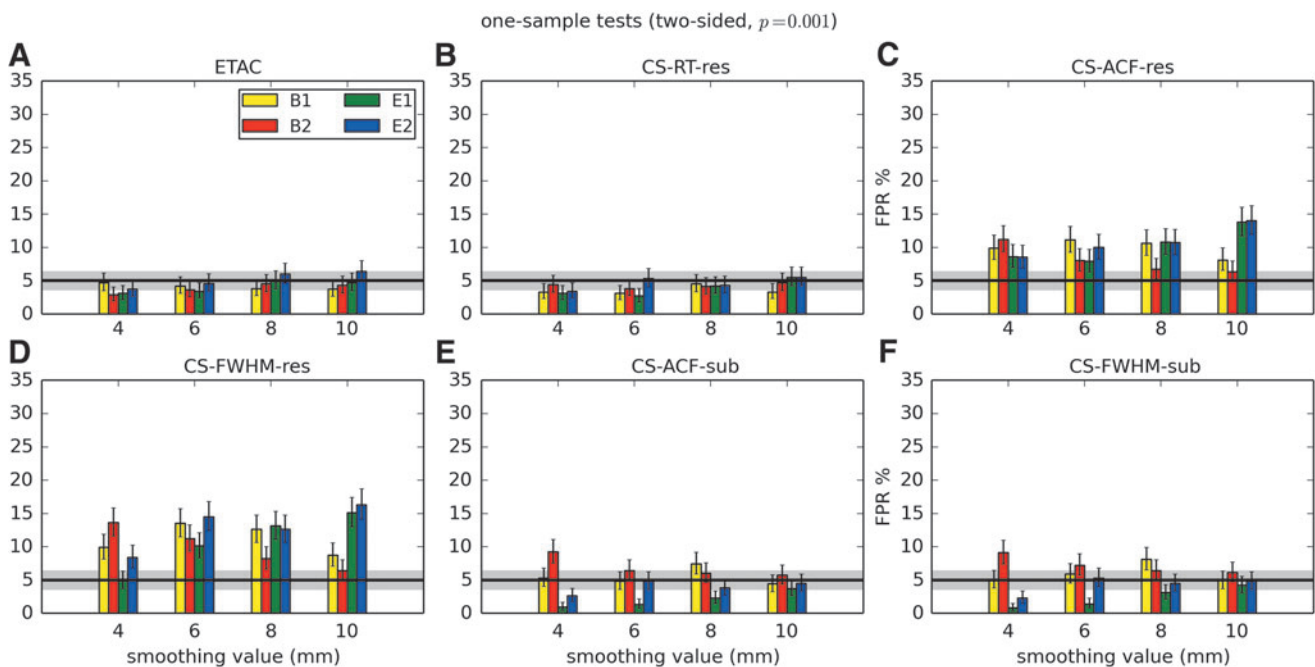 one-sample tests (two-sided, p=0.001)
A
ETAC
35
30
25
20
15
10
5
0
B1
E1
B2
E2
4 6 8 10
B
CS-RT-res
35
30
25
20
15
10
5
0
4 6 8 10
C
CS-ACF-res
FPR %
35
30
25
20
15
10
5
0
4 6 8 10
D
CS-FWHM-res
35
30
25
20
15
10
5
0
4 6 8 10
smoothing value (mm)
E
CS-ACF-sub
35
30
25
20
15
10
5
0
4 6 8 10
smoothing value (mm)
F
CS-FWHM-sub
FPR %
35
30
25
20
15
10
5
0
4 6 8 10
smoothing value (mm)